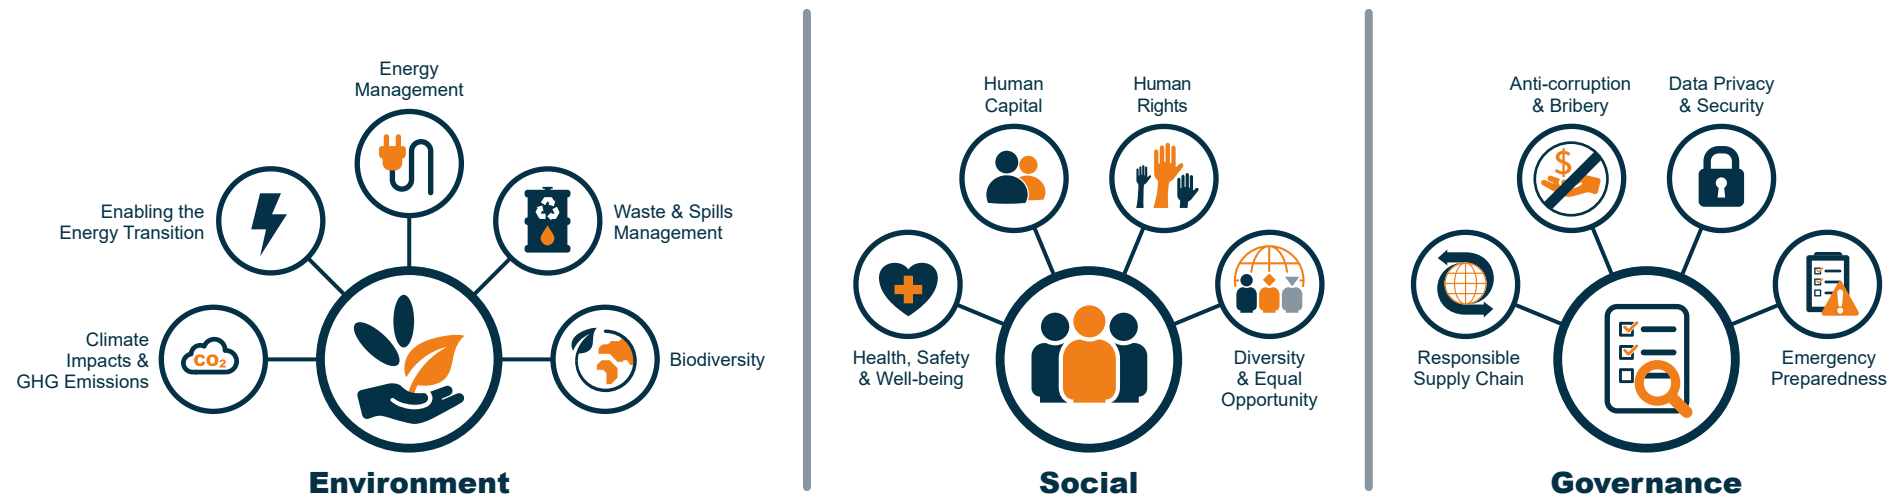 Energy
Management
Enabling the
Energy Transition
Waste & Spills
Management
Climate
Impacts &
GHG Emissions
CO₂
Biodiversity
Environment
Human
Capital
Human
Rights
Health, Safety
& Well-being
Diversity
& Equal
Opportunity
Social
Anti-corruption
& Bribery
$
Data Privacy
& Security
Responsible
Supply Chain
Emergency
Preparedness
Governance